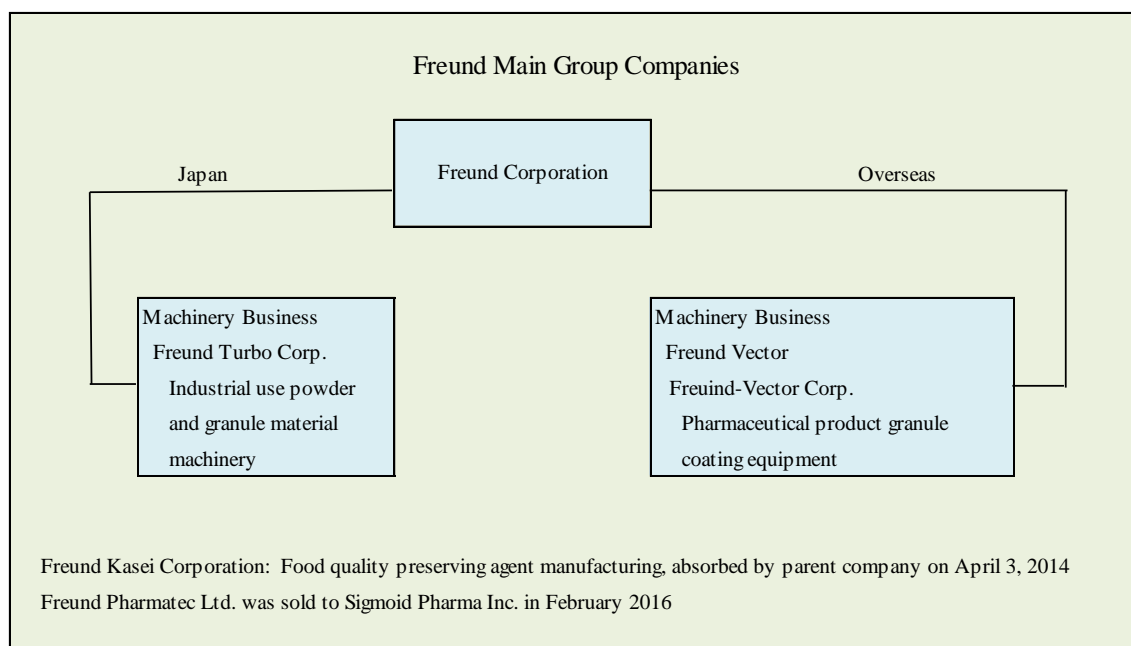 Freund Main Group Companies
Freund Corporation
Japan
Overseas
Machinery Business
Freund Turbo Corp.
Industrial use powder
and granule material
machinery
Machinery Business
Freund Vector
Freuind-Vector Corp.
Pharmaceutical product granule
coating equipment
Freund Kasei Corporation: Food quality preserving agent manufacturing, absorbed by parent company on April 3, 2014
Freund Pharmatec Ltd. was sold to Sigmoid Pharma Inc. in February 2016